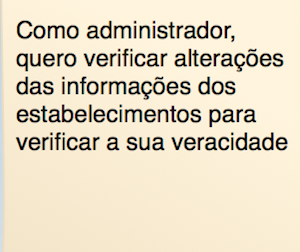 Como administrador,
quero verificar alterações
das informações dos
estabelecimentos para
verificar a sua veracidade